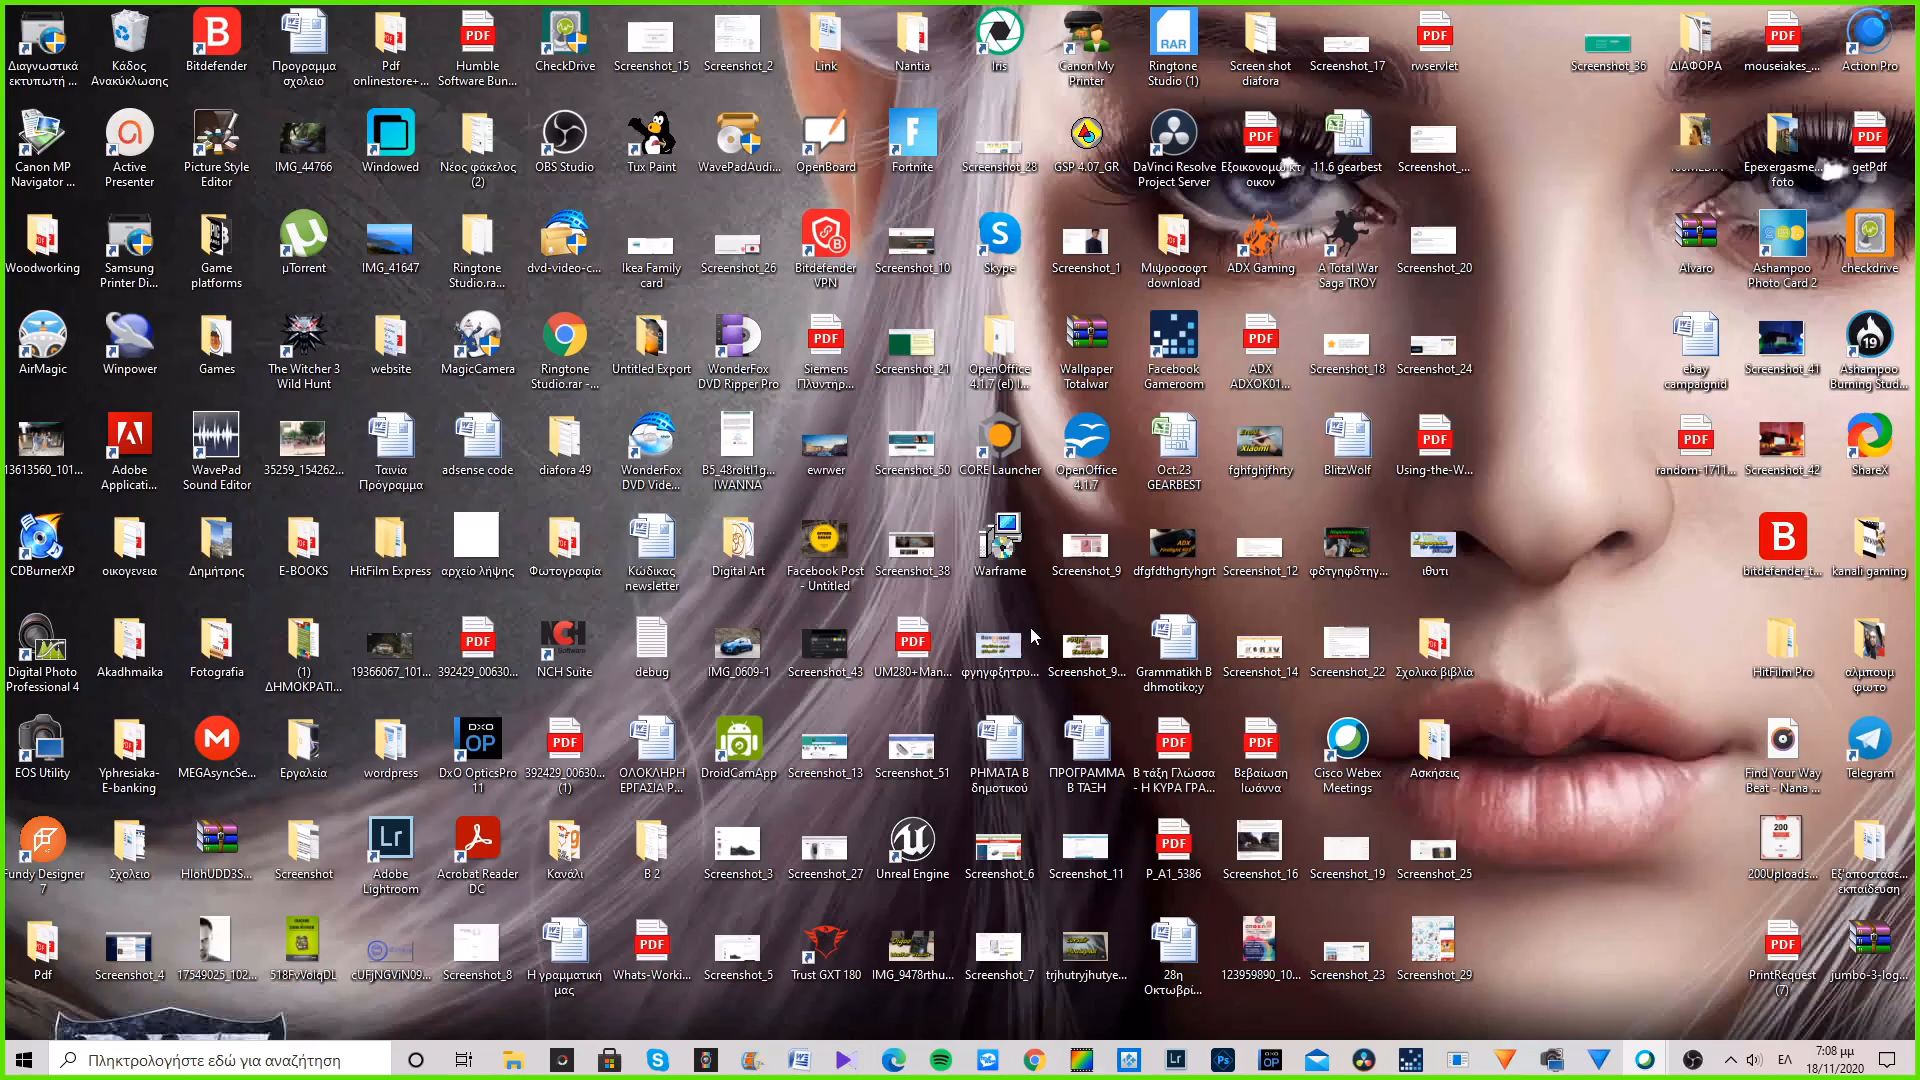 Διαγνωστικά
εκτυπωτή ...
Κάδος
Ανακύκλωσης
Bitdefender
Προγραμμα
σχολειο
Pdf
onlinestore+...
Humble
Software Bun...
CheckDrive
Screenshot_15
Screenshot_2
Link
Nantia
Iris
Canon My
Printer
Ringtone
Studio (1)
Screen shot
diafora
Screenshot_17
rwservlet
Screenshot_36
ΔΙΑΦΟΡΑ
mouseiakes_...
Action Pro
Canon MP
Navigator ...
Active
Presenter
Picture Style
Editor
IMG_44766
Windowed
Νέος φάκελος
(2)
OBS Studio
Tux Paint
WavePadAudi...
OpenBoard
Fortnite
Screenshot_28
GSP 4.07_GR
DaVinci Resolve
Project Server
Εξοικονομω κτ
οικον
11.6 gearbest
Screenshot_...
Epexergasme...
foto
getPdf
Woodworking
Samsung
Printer Di...
Game
platforms
µTorrent
IMG_41647
Ringtone
Studio.ra...
dvd-video-c...
Ikea Family
card
Screenshot_26
Bitdefender
VPN
Screenshot_10
Skype
Screenshot_1
Μιψροσοφτ
download
ADX Gaming
A Total War
Saga TROY
Screenshot_20
Alvaro
Ashampoo
Photo Card 2
checkdrive
AirMagic
Winpower
Games
The Witcher 3
Wild Hunt
website
MagicCamera
Ringtone
Studio.rar -...
Untitled Export
WonderFox
DVD Ripper Pro
Siemens
Πλυντήρ...
Screenshot_21
OpenOffice
4.1.7 (el) I...
Wallpaper
Totalwar
Facebook
Gameroom
ADX
ADXOK01...
Screenshot_18
Screenshot_24
ebay
campaignid
Screenshot_41
Ashampoo
Burning Stud...
13613560_101...
Adobe
Applicati...
WavePad
Sound Editor
35259_154262...
Ταινια
Πρόγραμμα
adsense code
diafora 49
WonderFox
DVD Vide...
B5_48roltl1g...
IWANNA
ewrwer
Screenshot_50
CORE Launcher
OpenOffice
4.1.7
Oct.23
GEARBEST
fghfghjfhrty
BlitzWolf
Using-the-W...
random-1711...
Screenshot_42
ShareX
CDBurnerXP
οικογενεια
Δημήτρης
E-BOOKS
HitFilm Express
αρχείο λήψης
Φωτογραφία
Κώδικας
newsletter
Digital Art
Facebook Post
- Untitled
Screenshot_38
Warframe
Screenshot_9
dfgfdthgrtyhgrt
Screenshot_12
φδτγηφδτηγ...
ιθυτι
bitdefender_t...
kanali gaming
Digital Photo
Professional 4
Akadhmaika
Fotografia
(1)
ΔΗΜΟΚΡΑΤΙ...
19366067_101...
392429_00630...
NCH Suite
debug
IMG_0609-1
Screenshot_43
UM280+Man...
φγηγφξητρυ...
Screenshot_9...
Grammatikh B
dhmotiko;y
Screenshot_14
Screenshot_22
Σχολικά βιβλία
HitFilm Pro
αλμπουμ
φωτο
EOS Utility
Yphresiaka-
E-banking
MEGAsyncSe...
Εργαλεία
wordpress
DxO OpticsPro
11
392429_00630...
(1)
ΟΛΟΚΛΗΡΗ
ΕΡΓΑΣΙΑ Ρ...
DroidCamApp
Screenshot_13
Screenshot_51
ΡΗΜΑΤΑ Β
δημοτικού
ΠΡΟΓΡΑΜΜΑ
Β ΤΑΞΗ
Β τάξη Γλώσσα
- Η ΚΥΡΑ ΓΡΑ...
Βεβαίωση
Ιωάννα
Cisco Webex
Meetings
Ασκήσεις
Find Your Way
Beat - Nana ...
Telegram
Fundy Designer
7
Σχολειο
HlohUDD3S...
Screenshot
Adobe
Lightroom
Acrobat Reader
DC
Κανάλι
B 2
Screenshot_3
Screenshot_27
Unreal Engine
Screenshot_6
Screenshot_11
P_A1_5386
Screenshot_16
Screenshot_19
Screenshot_25
200Uploads...
Εξ'αποστασε...
εκπαίδευση
Pdf
Screenshot_4
17549025_102...
518FvVolqDL
cUFjNGViN09...
Screenshot_8
Η γραμματική
μας
Whats-Worki...
Screenshot_5
Trust GXT 180
IMG_9478rthu...
Screenshot_7
trjhutryjhutye...
28η
Οκτωβρί...
123959890_10...
Screenshot_23
Screenshot_29
PrintRequest
(7)
jumbo-3-log...
Πληκτρολογήστε εδώ για αναζήτηση
ΕΛ
7:08 μμ
18/11/2020